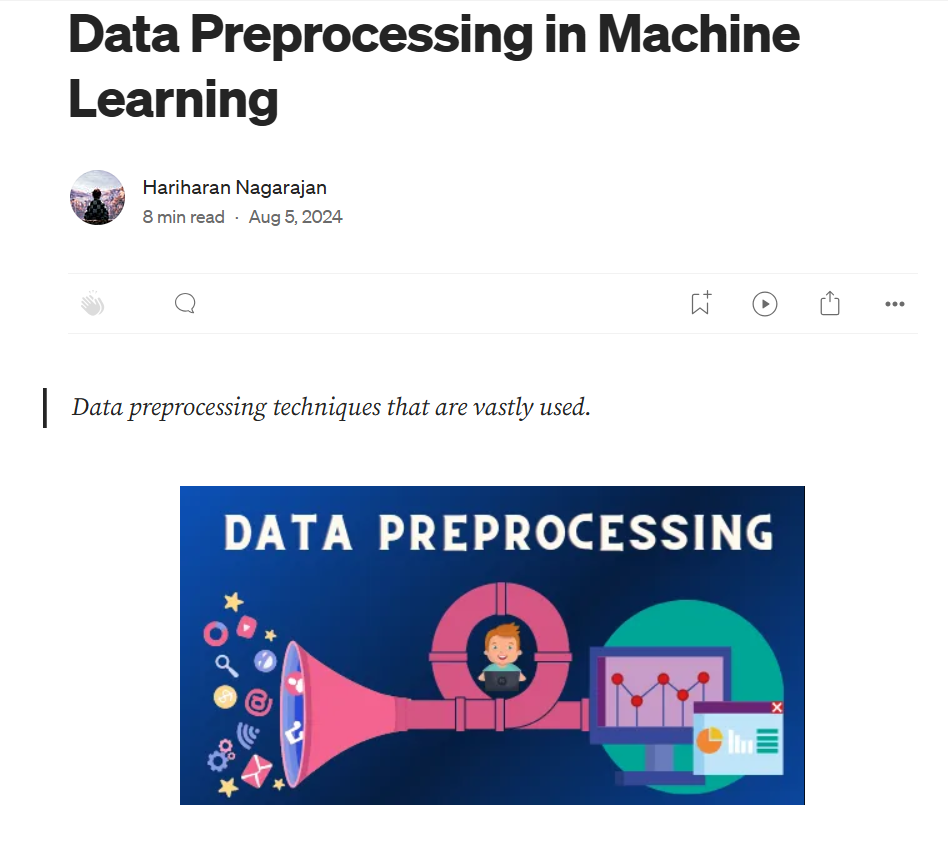 Data Preprocessing in Machine
Learning
Hariharan Nagarajan
8 min read · Aug 5, 2024
Data preprocessing techniques that are vastly used.
DATA PREPROCESSING